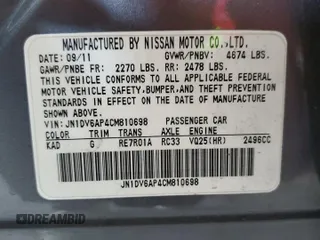 MANUFACTURED BY NISSAN MOTOR CO.,LTD.
DATE: 09/11 GVWR/PNBV: 4674 LBS.
GAWR/PNBE FR: 2270 LBS. RR: 2478 LBS.
THIS VEHICLE CONFORMS TO ALL APPLICABLE FEDERAL
MOTOR VEHICLE SAFETY,BUMPER,AND THEFT PREVENTION
STANDARDS IN EFFECT ON THE DATE OF MANUFACTURE
SHOWN ABOVE.
VIN: JN1DV6AP4CM810698 PASSENGER CAR
COLOR TRIM TRANS AXLE ENGINE
KAD G RE7R01A RC33 VQ25(HR) 2496CC
JN1DV6AP4CM810698
DREAMBID